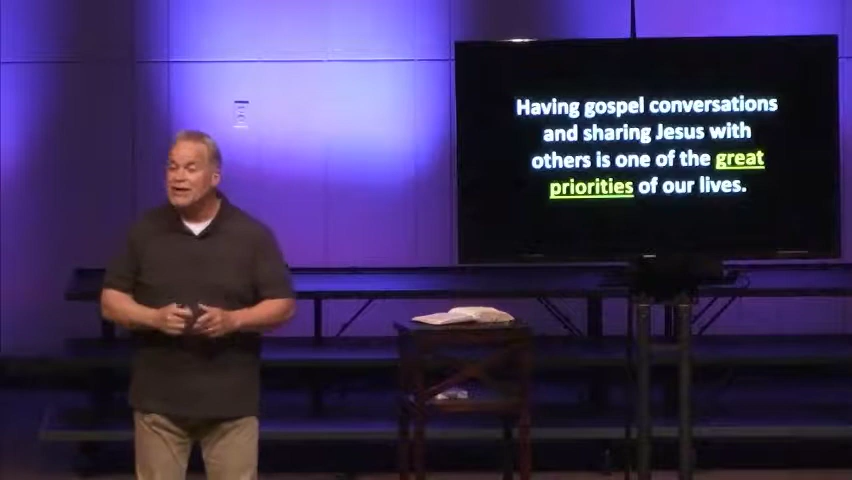 Having gospel conversations
and sharing Jesus with
others is one of the great
priorities of our lives.